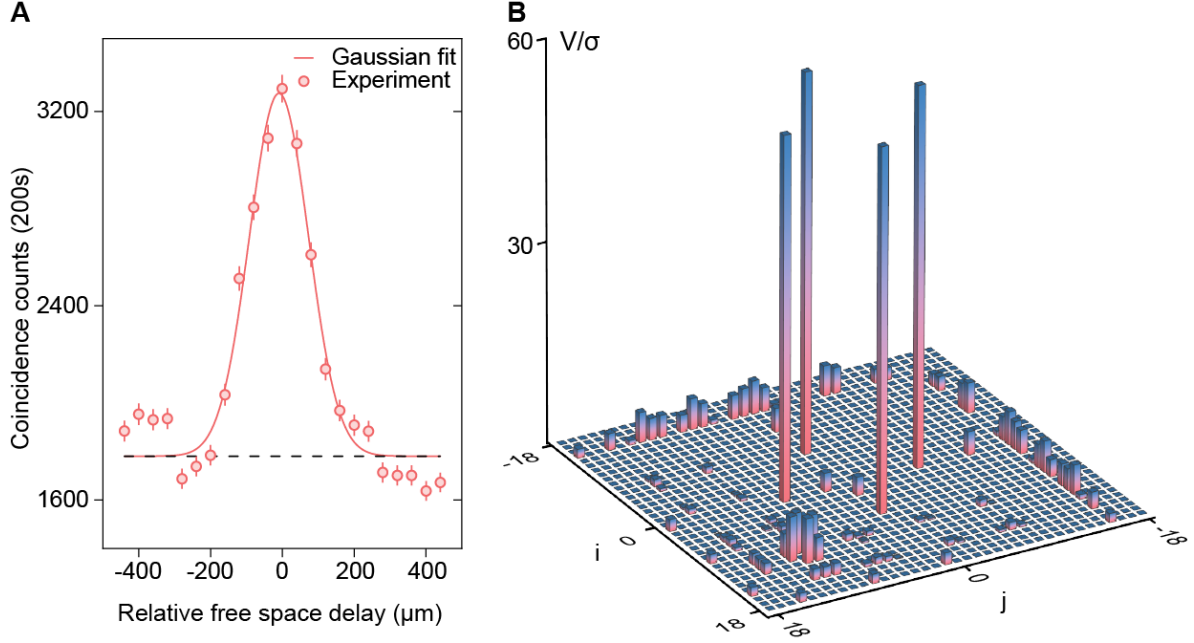 A
Gaussian fit
Experiment
Coincidence counts (200s)
3200
2400
1600
-400
-200
0
200
400
Relative free space delay (μm)
B
V/σ
60
30
-18
0
18
i
18
0
-18
j